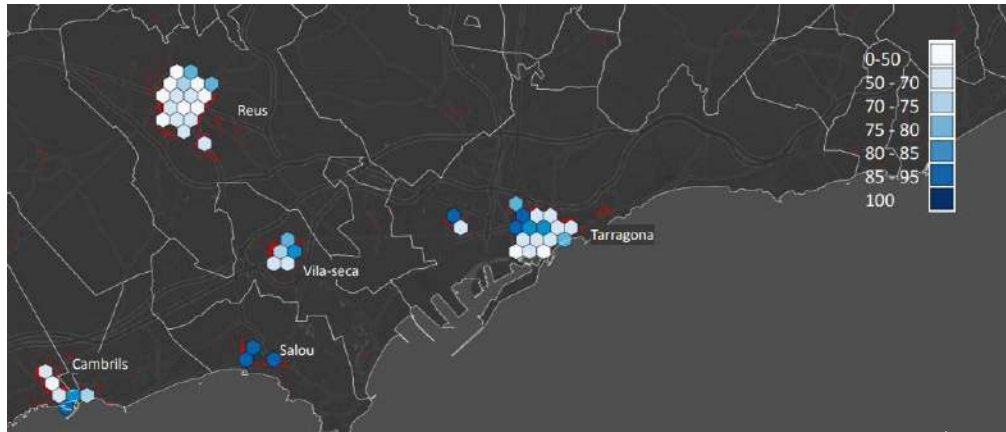 0-50
50 - 70
70 - 75
75 - 80
80 - 85
85 - 95
100
Reus
Tarragona
Vila-seca
Salou
Cambrils